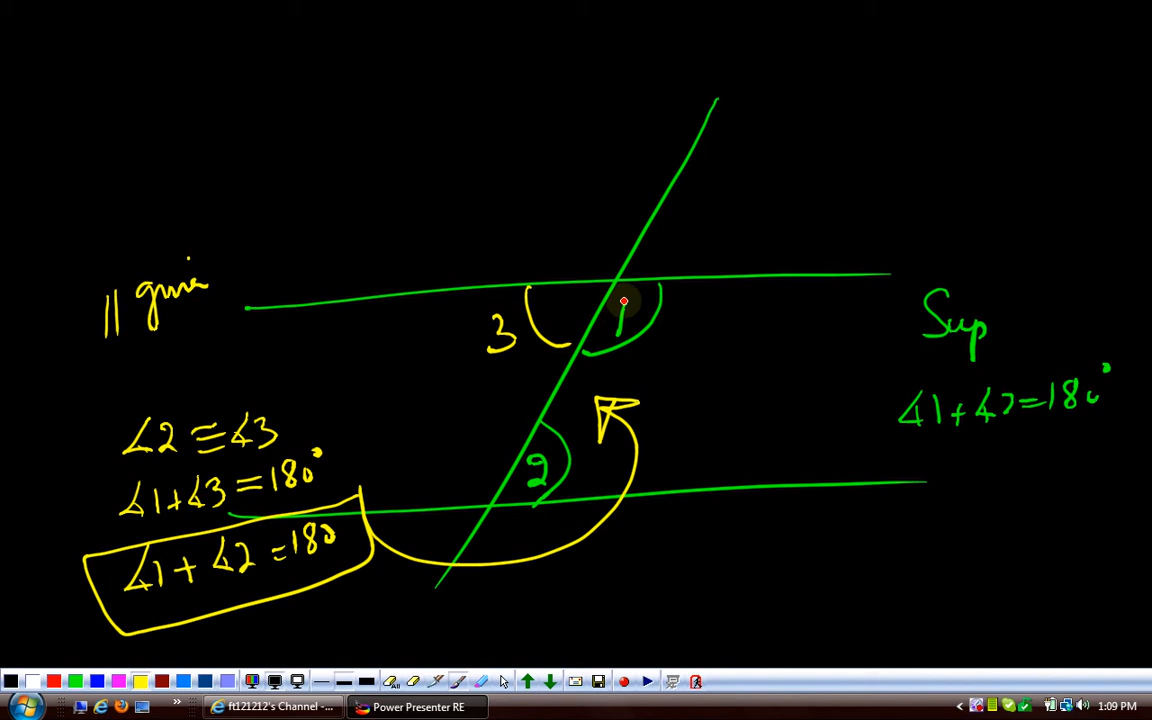 3
1
2
Sup
∡1+∡2=180°
∡2≅∡3
∡1+∡3=180°
∡1+∡2=180
ft121212's Channel -...
Power Presenter RE
1:09 PM